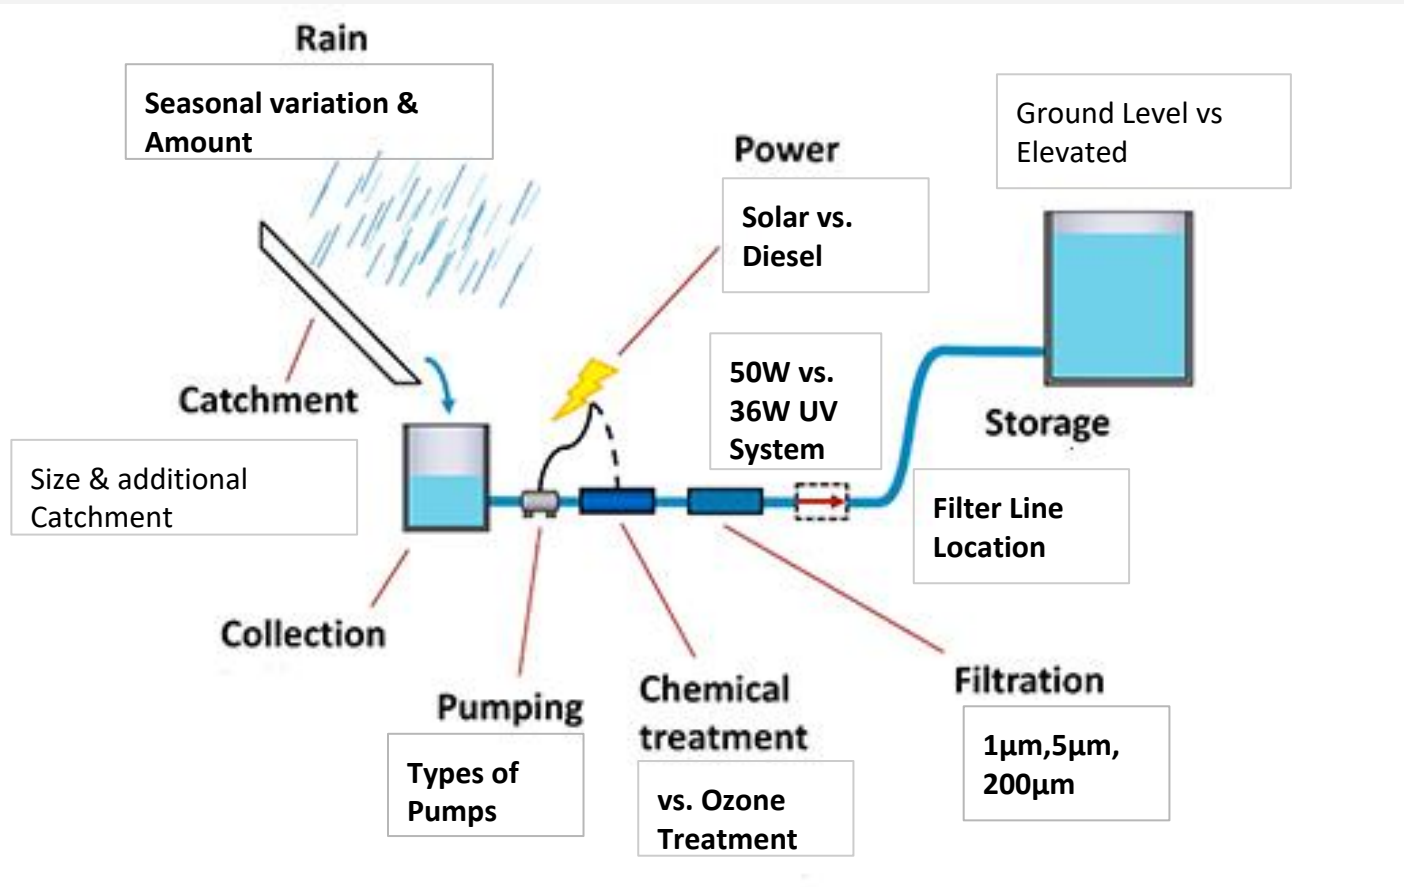 Rain
Seasonal variation &
Amount
Ground Level vs
Elevated
Power
Solar vs.
Diesel
50W vs.
36W UV
System
Catchment
Size & additional
Catchment
Storage
Filter Line
Location
Collection
Pumping
Types of
Pumps
Chemical
treatment
vs. Ozone
Treatment
Filtration
1μm,5μm,
200μm